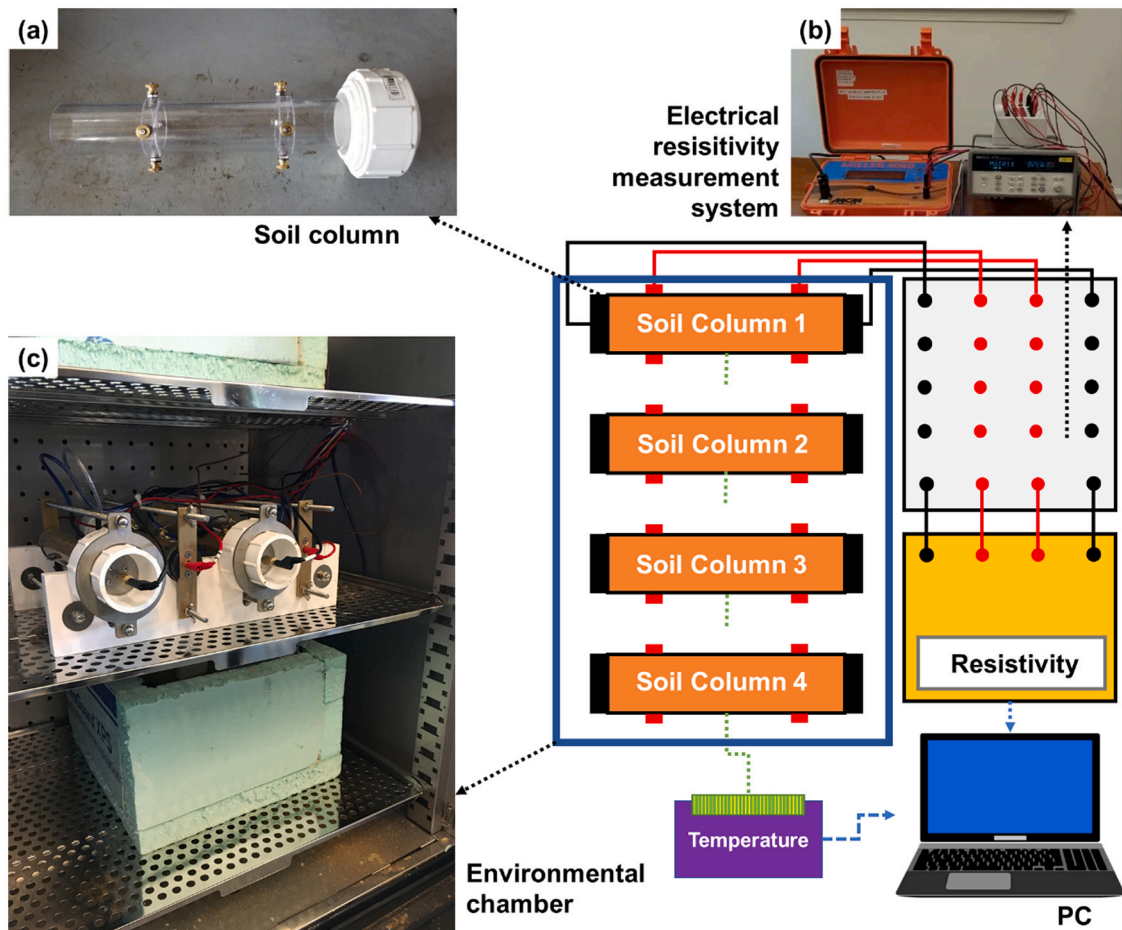 (a)
(b)
Electrical
resisitivity
measurement
system
Soil column
Soil Column 1
(c)
Soil Column 2
Soil Column 3
Soil Column 4
Resistivity
Temperature
Environmental
chamber
PC